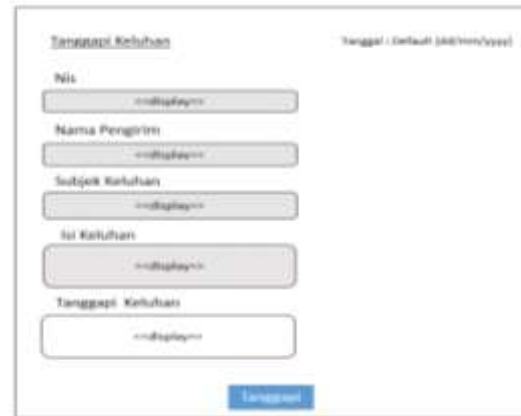 Tanggapi Keluhan
Tanggal : Default (dd/mm/yyyy)
Nis
<<display>>
Nama Pengirim
<<display>>
Subjek Keluhan
<<display>>
Isi Keluhan
<<display>>
Tanggapi Keluhan
<<display>>
Tanggapi